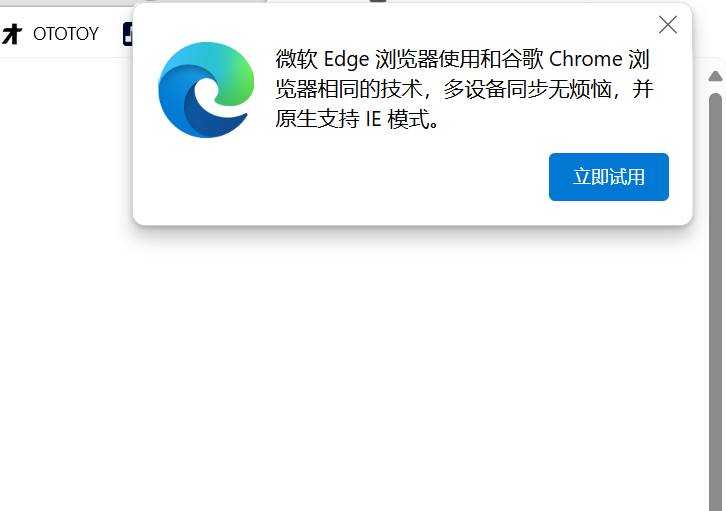 OTOTOY
微软 Edge 浏览器使用和谷歌 Chrome 浏
览器相同的技术，多设备同步无烦恼，并
原生支持 IE 模式。
立即试用